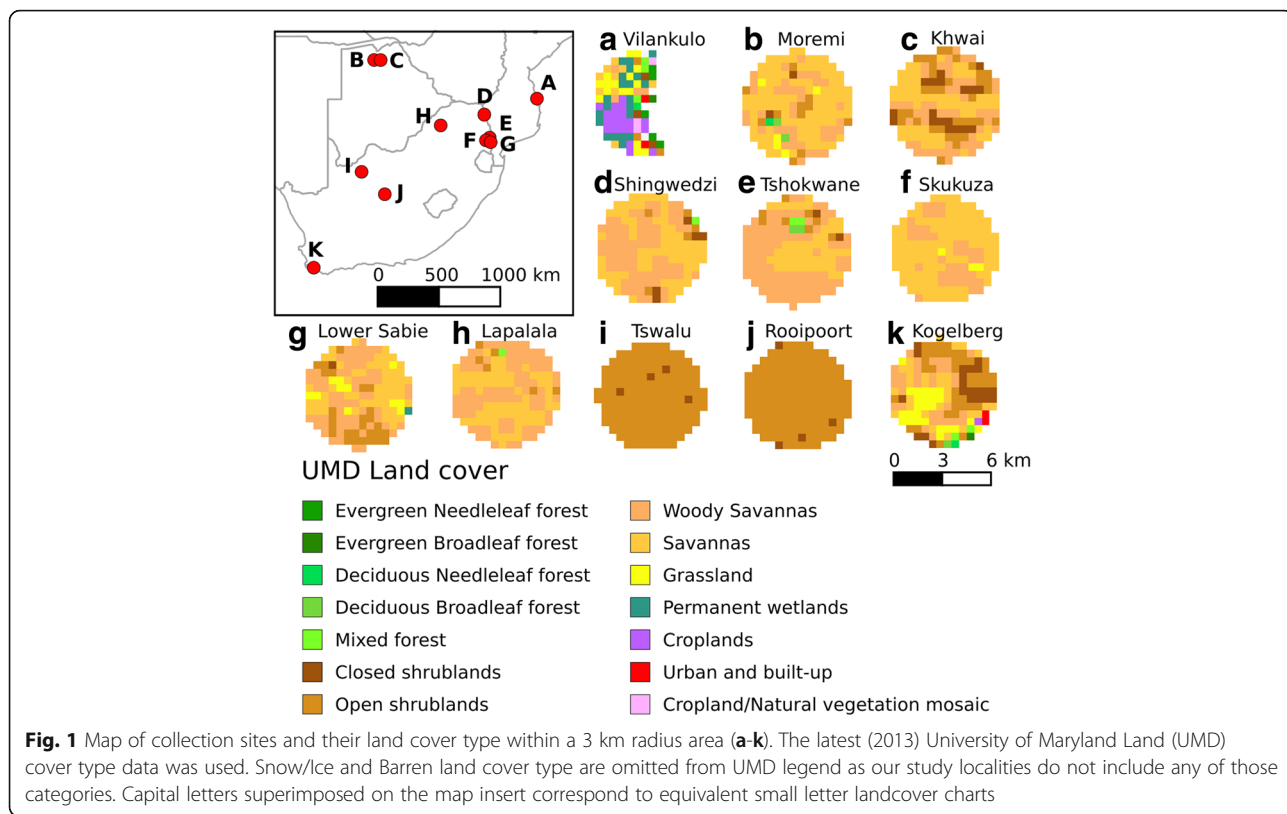 B C
A
D
H
E
F
G
I
J
K
0 500 1000 km
a Vilankulo
b Moremi
c Khwai
d Shingwedzi
e Tshokwane
f Skukuza
g Lower Sabie
h Lapalala
i Tswalu
j Rooipoort
k Kogelberg
0 3 6 km
UMD Land cover
Evergreen Needleleaf forest
Evergreen Broadleaf forest
Deciduous Needleleaf forest
Deciduous Broadleaf forest
Mixed forest
Closed shrublands
Open shrublands
Woody Savannas
Savannas
Grassland
Permanent wetlands
Croplands
Urban and built-up
Cropland/Natural vegetation mosaic
Fig. 1 Map of collection sites and their land cover type within a 3 km radius area (a-k). The latest (2013) University of Maryland Land (UMD)
cover type data was used. Snow/Ice and Barren land cover type are omitted from UMD legend as our study localities do not include any of those
categories. Capital letters superimposed on the map insert correspond to equivalent small letter landcover charts